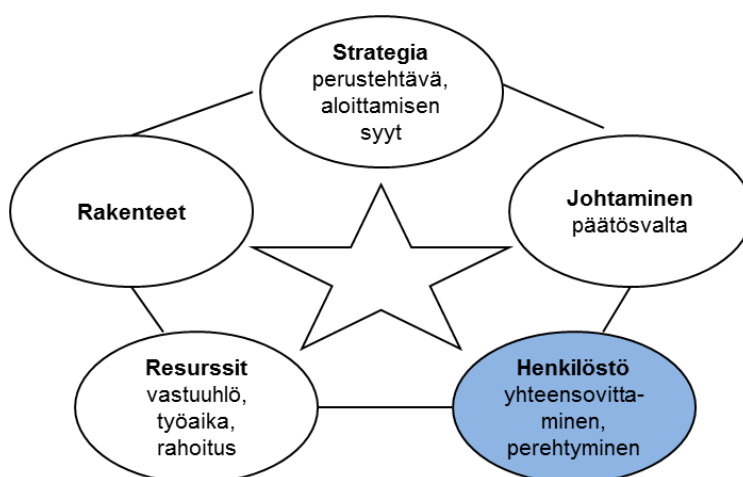 Strategia
perustehtävä,
aloittamisen
syyt
Rakenteet
Johtaminen
päätösvalta
Resurssit
vastuuhlö,
työaika,
rahoitus
Henkilöstö
yhteensovitta-
minen,
perehtyminen